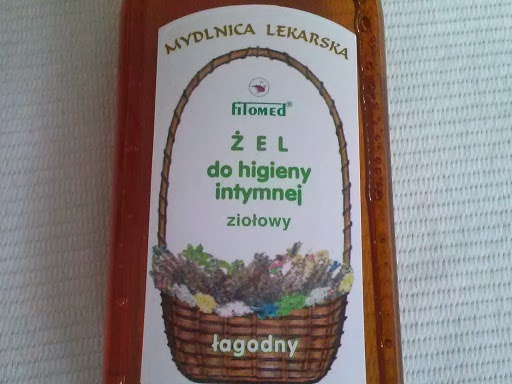 MYDLNICA LEKARSKA
fitomed®
ŻEL
do higieny
intymnej
ziołowy
łagodny